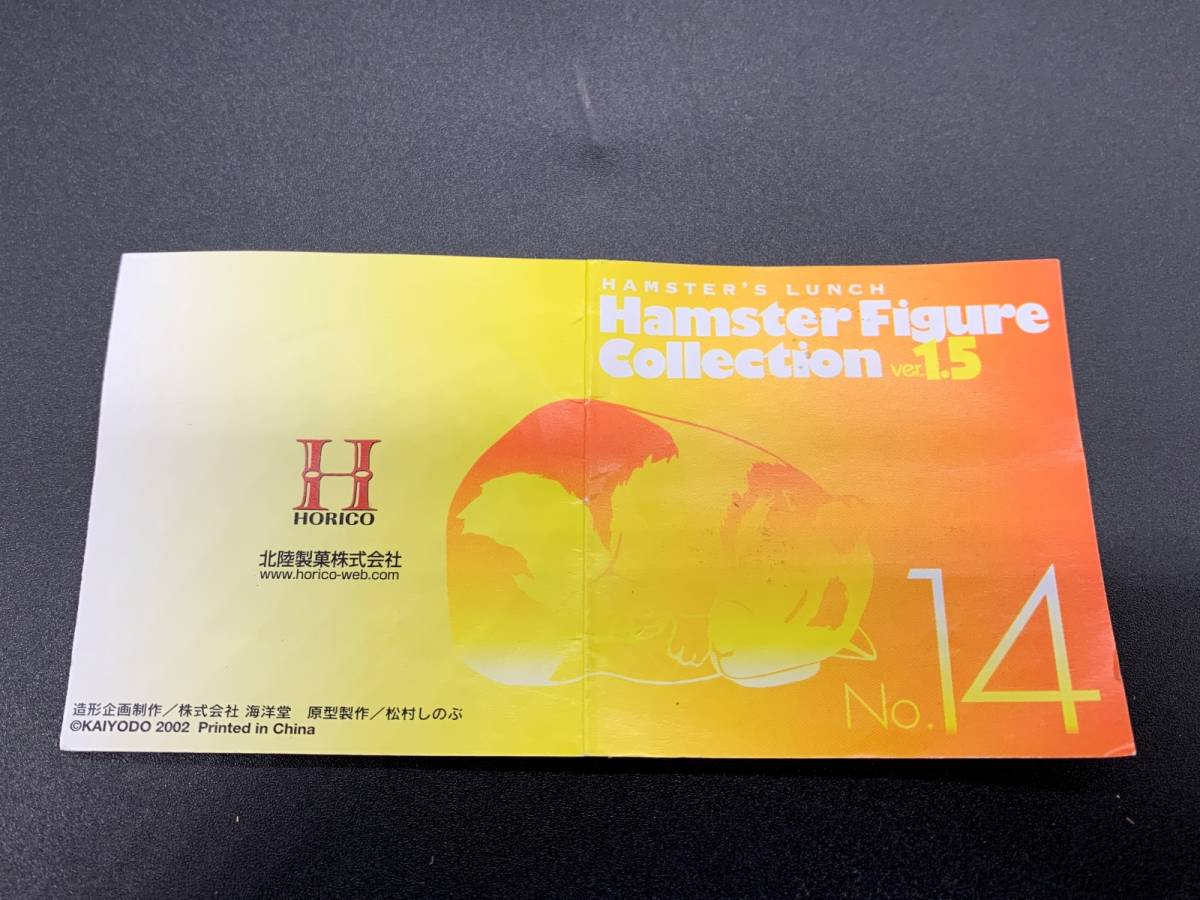 HAMSTER'S LUNCH
Hamster Figure
Collection ver.1.5
No.14
H
HORICO
北陸製菓株式会社
www.horico-web.com
造形企画制作／株式会社 海洋堂　原型製作／松村しのぶ
©KAIYODO 2002 Printed in China